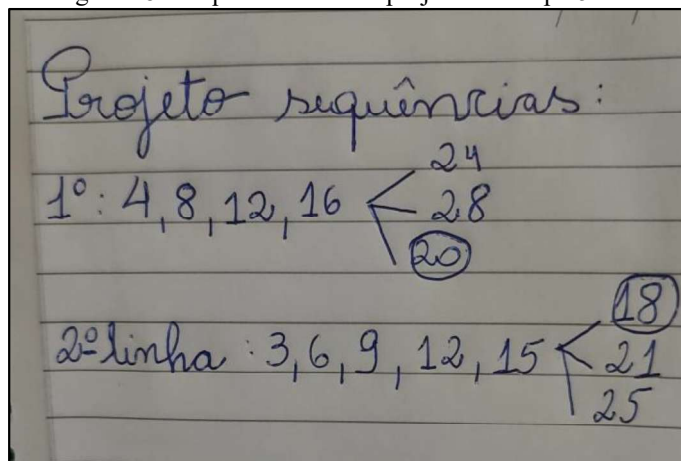 Projeto sequências:
24
1º: 4, 8, 12, 16 28
20
18
2º linha: 3, 6, 9, 12, 15 21
25